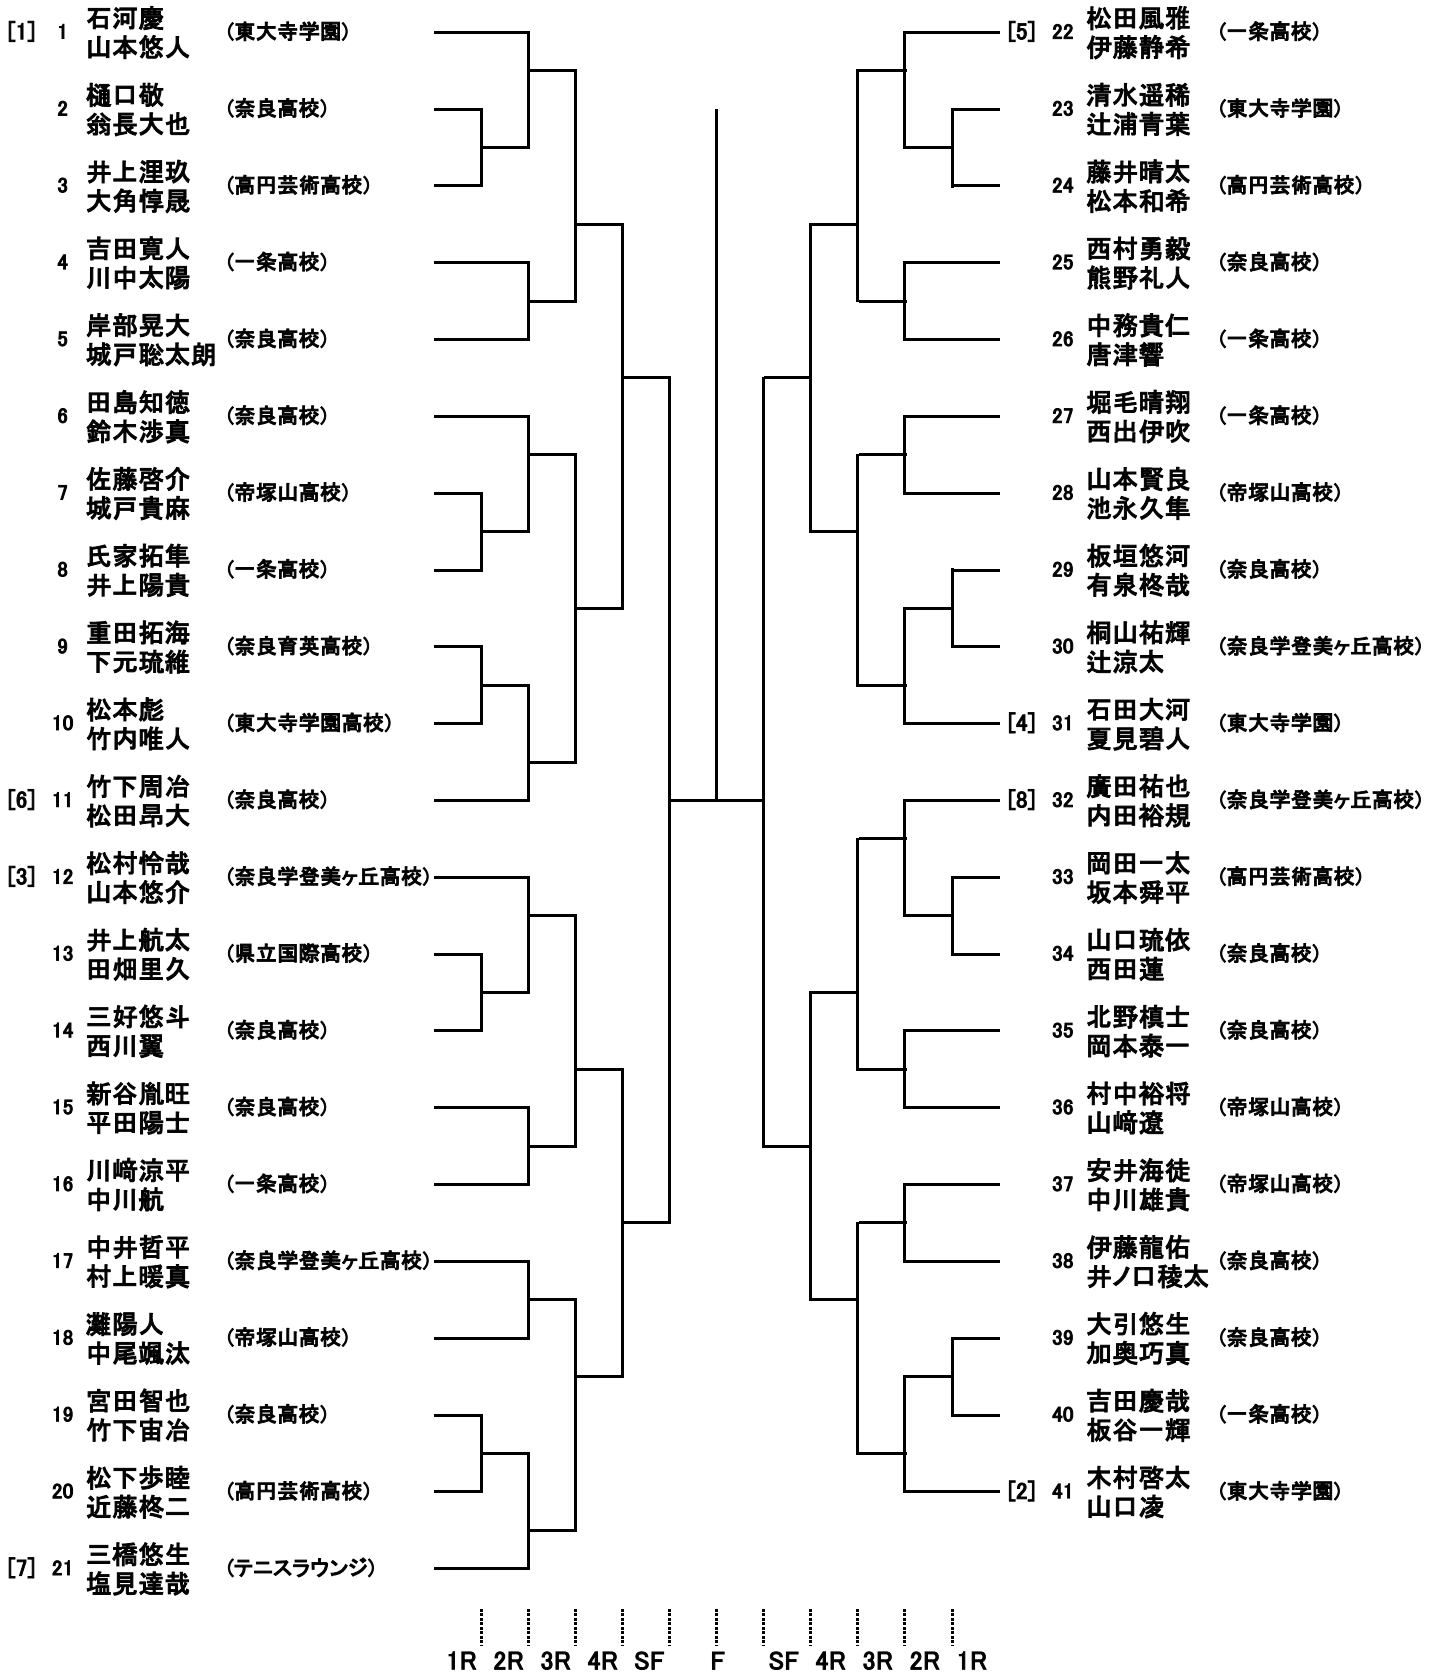 [1] 1 石河慶 (東大寺学園)
山本悠人
2 樋口敬 (奈良高校)
翁長大也
3 井上浬玖 (高円芸術高校)
大角惇晟
4 吉田寛人 (一条高校)
川中太陽
5 岸部晃大 (奈良高校)
城戸聡太朗
6 田島知徳 (奈良高校)
鈴木渉真
7 佐藤啓介 (帝塚山高校)
城戸貴麻
8 氏家拓隼 (一条高校)
井上陽貴
9 重田拓海 (奈良育英高校)
下元琉維
10 松本彪 (東大寺学園高校)
竹内唯人
[6] 11 竹下周冶 (奈良高校)
松田昂大
[3] 12 松村怜哉 (奈良学登美ヶ丘高校)
山本悠介
13 井上航太 (県立国際高校)
田畑里久
14 三好悠斗 (奈良高校)
西川翼
15 新谷胤旺 (奈良高校)
平田陽士
16 川﨑涼平 (一条高校)
中川航
17 中井哲平 (奈良学登美ヶ丘高校)
村上暖真
18 灘陽人 (帝塚山高校)
中尾颯汰
19 宮田智也 (奈良高校)
竹下宙冶
20 松下歩睦 (高円芸術高校)
近藤柊二
[7] 21 三橋悠生 (テニスラウンジ)
塩見達哉
[5] 22 松田風雅 (一条高校)
伊藤静希
23 清水遥稀 (東大寺学園)
辻浦青葉
24 藤井晴太 (高円芸術高校)
松本和希
25 西村勇毅 (奈良高校)
熊野礼人
26 中務貴仁 (一条高校)
唐津響
27 堀毛晴翔 (一条高校)
西出伊吹
28 山本賢良 (帝塚山高校)
池永久隼
29 板垣悠河 (奈良高校)
有泉柊哉
30 桐山祐輝 (奈良学登美ヶ丘高校)
辻涼太
[4] 31 石田大河 (東大寺学園)
夏見碧人
[8] 32 廣田祐也 (奈良学登美ヶ丘高校)
内田裕規
33 岡田一太 (高円芸術高校)
坂本舜平
34 山口琉依 (奈良高校)
西田蓮
35 北野槙士 (奈良高校)
岡本泰一
36 村中裕将 (帝塚山高校)
山﨑遼
37 安井海徒 (帝塚山高校)
中川雄貴
38 伊藤龍佑 (奈良高校)
井ノ口稜太
39 大引悠生 (奈良高校)
加奥巧真
40 吉田慶哉 (一条高校)
板谷一輝
[2] 41 木村啓太 (東大寺学園)
山口凌
1R 2R 3R 4R SF F SF 4R 3R 2R 1R